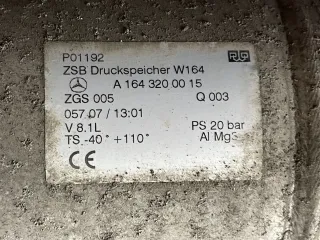 P01192
ZSB Druckspeicher W164
A 164 320 00 15
ZGS 005 Q 003
057.07 / 13:01
V 8.1L PS 20 bar
TS.-40° +110° Al Mg3
CE